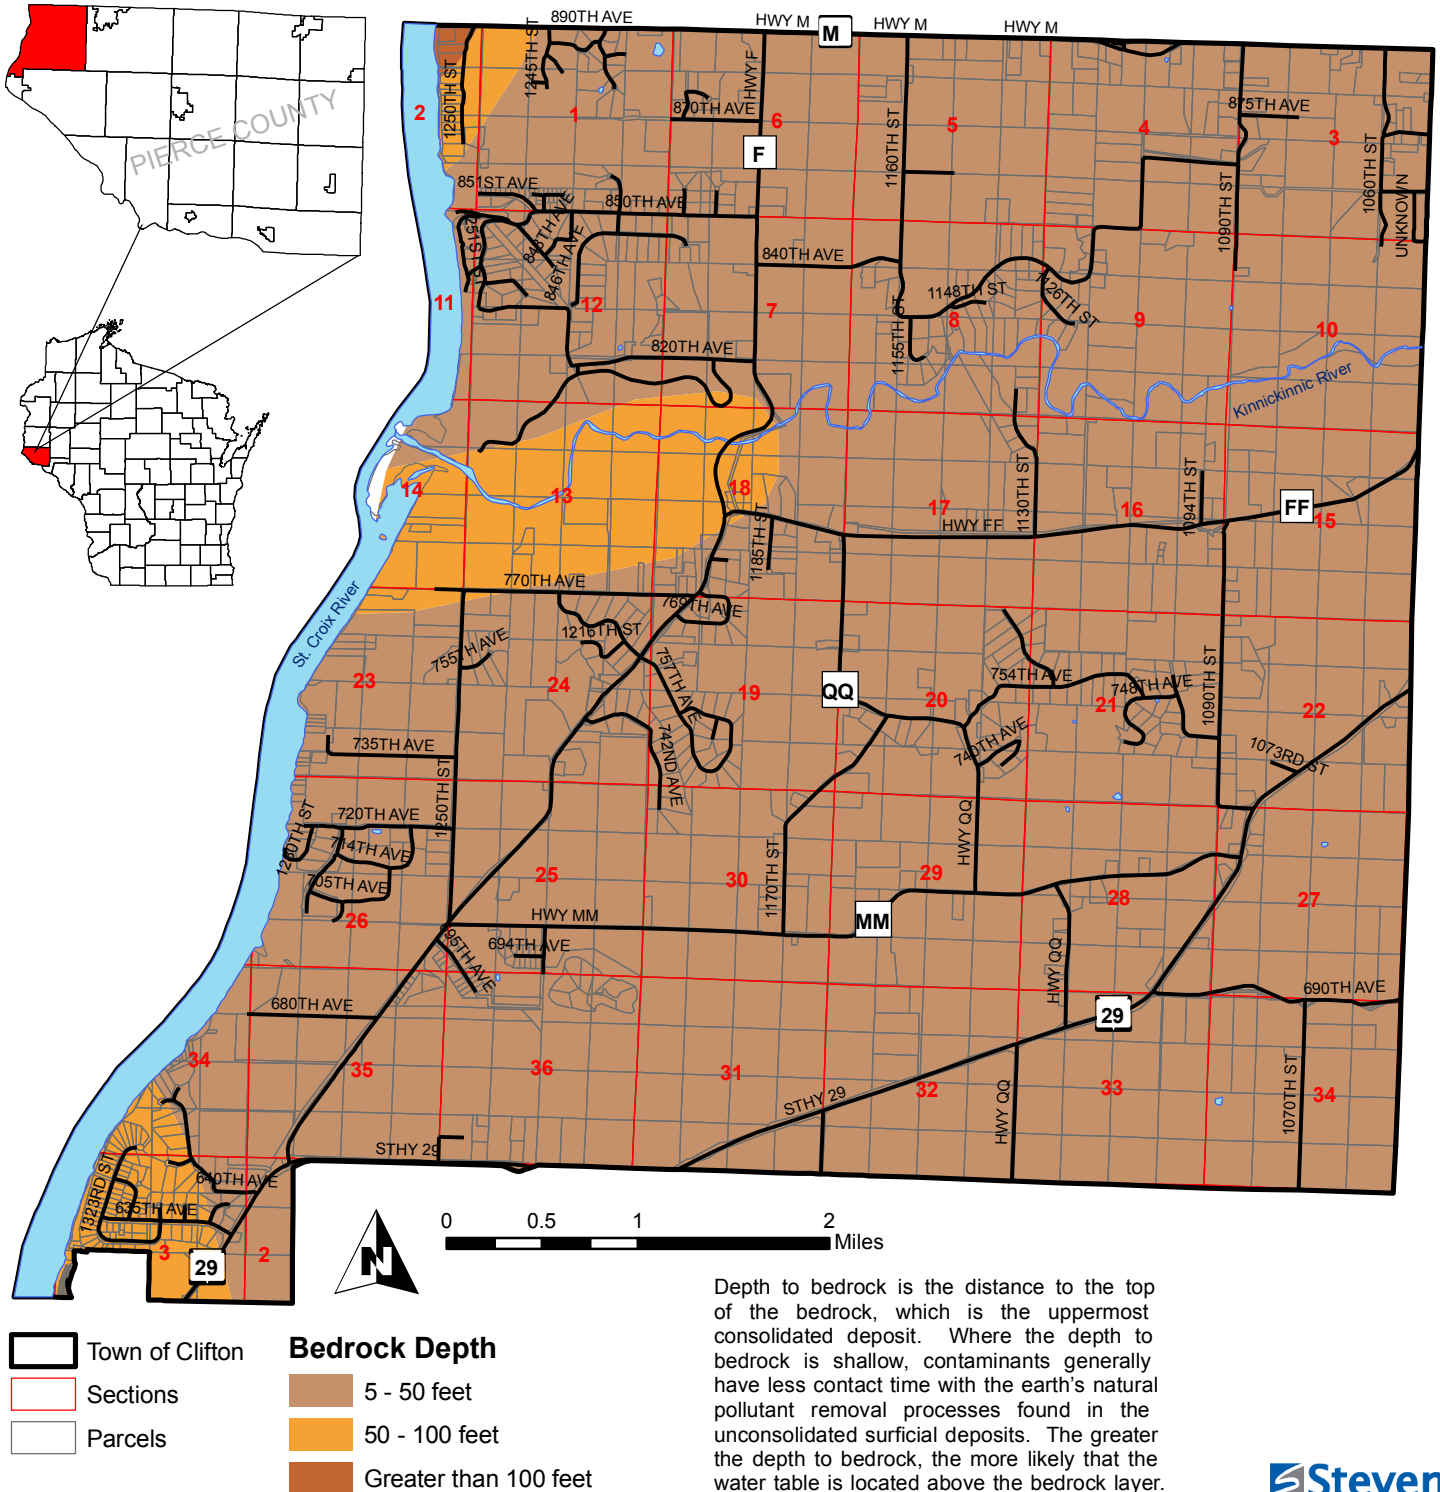 890TH AVE
HWY M
HWY M
HWY M
M
PIERCE COUNTY
1250TH ST
1245TH ST
HWY F
870TH AVE
875TH AVE
2
1
6
5
4
3
F
1160TH ST
1090TH ST
1060TH ST
UNKNOWN
851ST AVE
850TH AVE
848TH AVE
846TH AVE
840TH AVE
1148TH ST
1126TH ST
1155TH ST
11
12
7
8
9
10
820TH AVE
Kinnickinnic River
14
13
18
17
16
15
1185TH ST
HWY FF
1130TH ST
1094TH ST
FF
770TH AVE
769TH AVE
St. Croix River
1216TH ST
755TH AVE
757TH AVE
754TH AVE
748TH AVE
1090TH ST
23
24
19
QQ
20
21
22
735TH AVE
742ND AVE
740TH AVE
1073RD ST
1250TH ST
720TH AVE
714TH AVE
705TH AVE
HWY QQ
1170TH ST
26
25
30
29
28
27
HWY MM
MM
694TH AVE
HWY QQ
690TH AVE
680TH AVE
29
34
35
36
31
32
33
34
STHY 29
HWY QQ
1070TH ST
STHY 29
640TH AVE
1323RD ST
635TH AVE
3
29
2
N
0 0.5 1 2
Miles
Town of Clifton
Sections
Parcels
Bedrock Depth
5 - 50 feet
50 - 100 feet
Greater than 100 feet
Depth to bedrock is the distance to the top
of the bedrock, which is the uppermost
consolidated deposit. Where the depth to
bedrock is shallow, contaminants generally
have less contact time with the earth's natural
pollutant removal processes found in the
unconsolidated surficial deposits. The greater
the depth to bedrock, the more likely that the
water table is located above the bedrock layer.
Steven